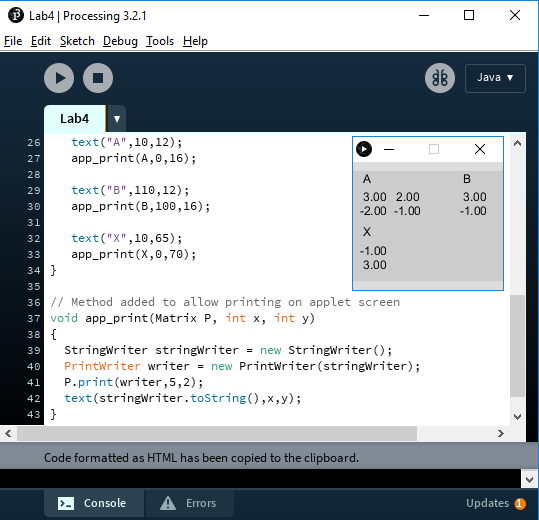 Lab4 | Processing 3.2.1
File Edit Sketch Debug Tools Help
Java ▼
Lab4 ▼
26 text("A",10,12);
27 app_print(A,0,16);
28
29 text("B",110,12);
30 app_print(B,100,16);
31
32 text("X",10,65);
33 app_print(X,0,70);
34 }
35
36 // Method added to allow printing on applet screen
37 void app_print(Matrix P, int x, int y)
38 {
39 StringWriter stringWriter = new StringWriter();
40 PrintWriter writer = new PrintWriter(stringWriter);
41 P.print(writer,5,2);
42 text(stringWriter.toString(),x,y);
43 }
A B
3.00 2.00 3.00
-2.00 -1.00 -1.00
X
-1.00
3.00
Code formatted as HTML has been copied to the clipboard.
Console Errors Updates 1